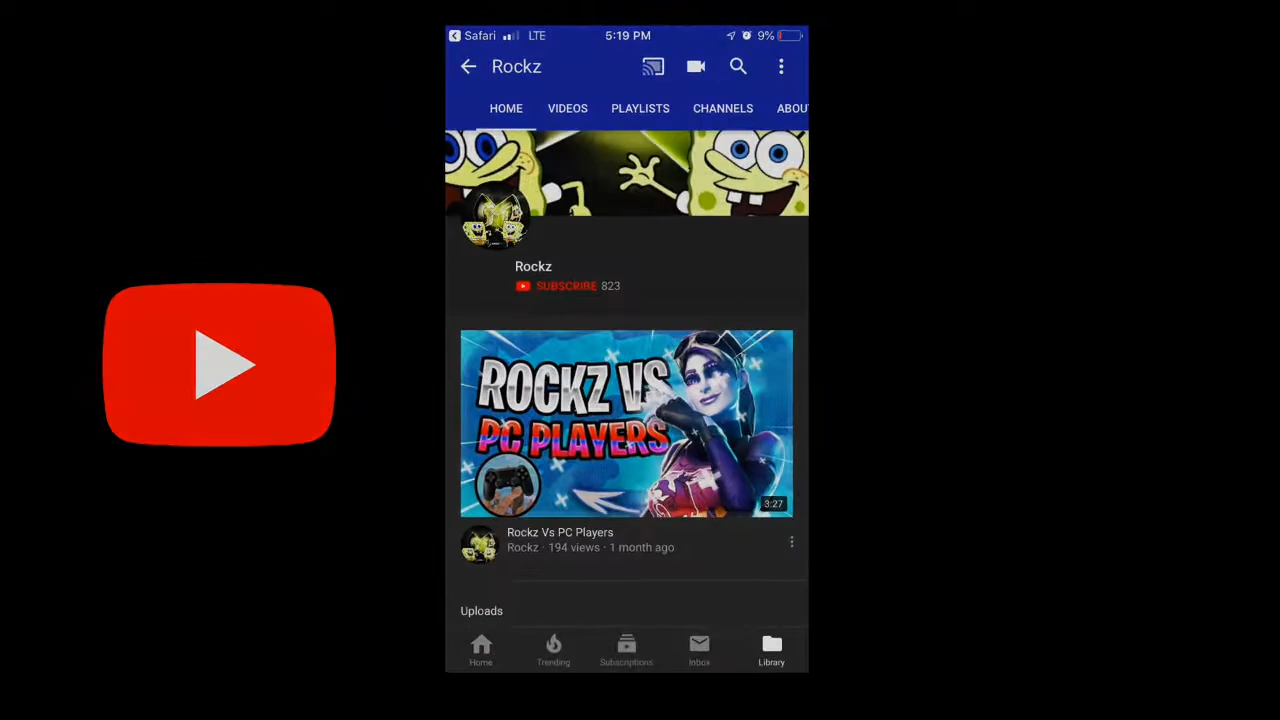 Safari LTE 5:19 PM 9%
Rockz
HOME VIDEOS PLAYLISTS CHANNELS ABOU
Rockz
SUBSCRIBE 823
ROCKZ VS
PC PLAYERS
3:27
Rockz Vs PC Players
Rockz · 194 views · 1 month ago
Uploads
Home Trending Subscriptions Inbox Library